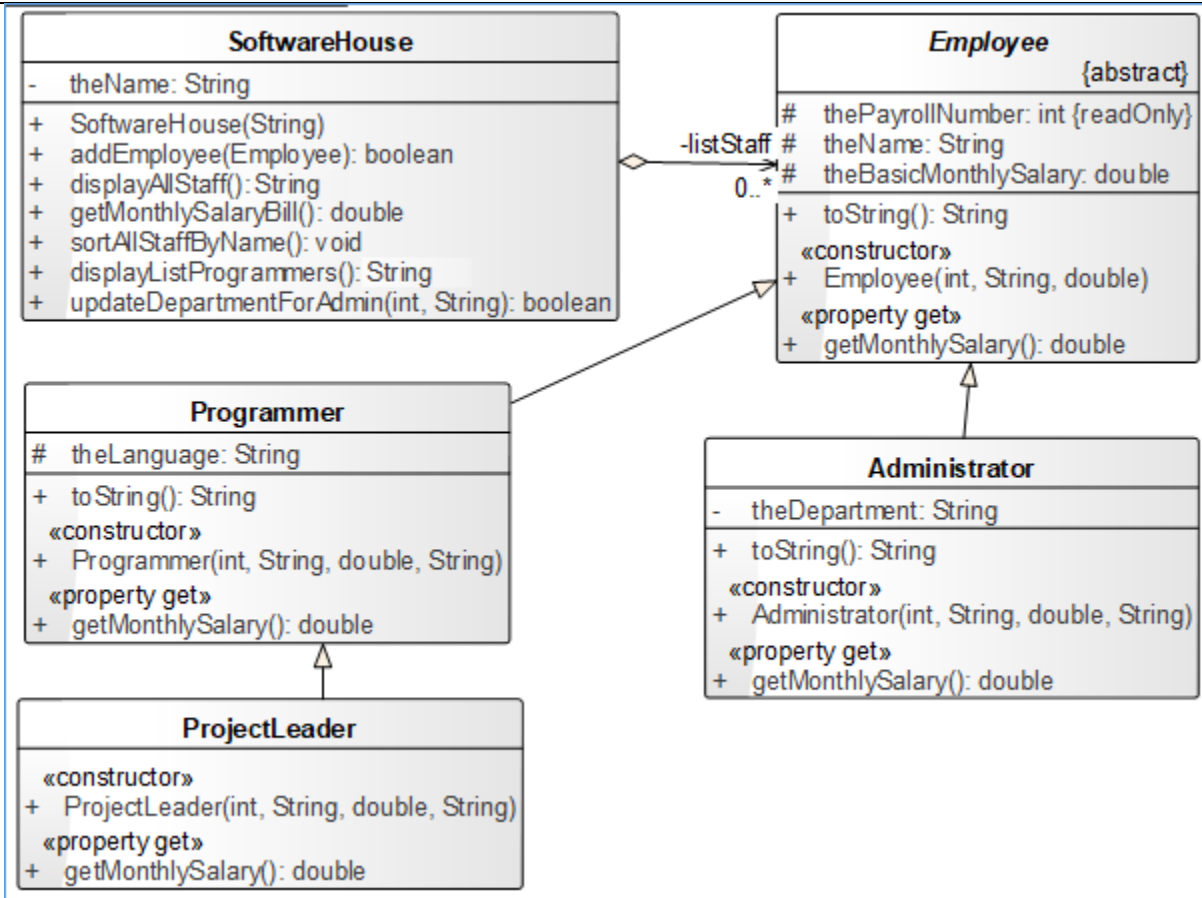 SoftwareHouse
- theName: String
+ SoftwareHouse(String)
+ addEmployee(Employee): boolean
+ displayAllStaff(): String
+ getMonthlySalaryBill(): double
+ sortAllStaffByName(): void
+ displayListProgrammers(): String
+ updateDepartmentForAdmin(int, String): boolean
-listStaff
0..*
Employee
{abstract}
# thePayrollNumber: int {readOnly}
# theName: String
# theBasicMonthlySalary: double
+ toString(): String
«constructor»
+ Employee(int, String, double)
«property get»
+ getMonthlySalary(): double
Programmer
# theLanguage: String
+ toString(): String
«constructor»
+ Programmer(int, String, double, String)
«property get»
+ getMonthlySalary(): double
Administrator
- theDepartment: String
+ toString(): String
«constructor»
+ Administrator(int, String, double, String)
«property get»
+ getMonthlySalary(): double
ProjectLeader
«constructor»
+ ProjectLeader(int, String, double, String)
«property get»
+ getMonthlySalary(): double